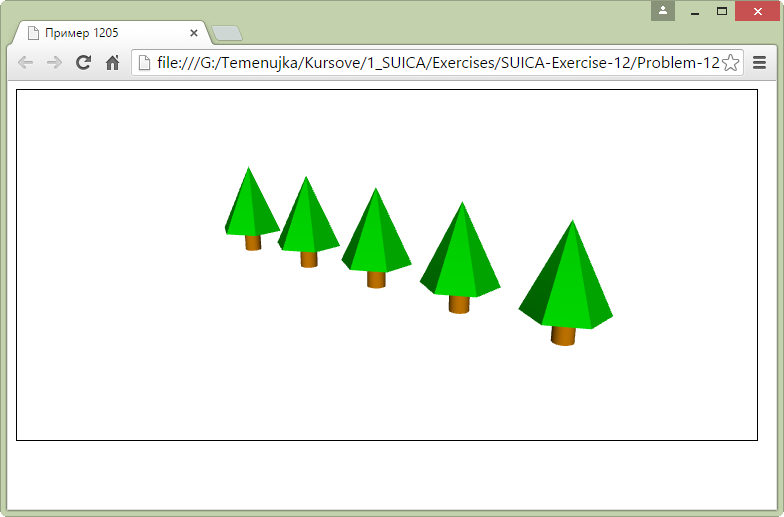 Пример 1205
file:///G:/Temenujka/Kursove/1_SUICA/Exercises/SUICA-Exercise-12/Problem-12